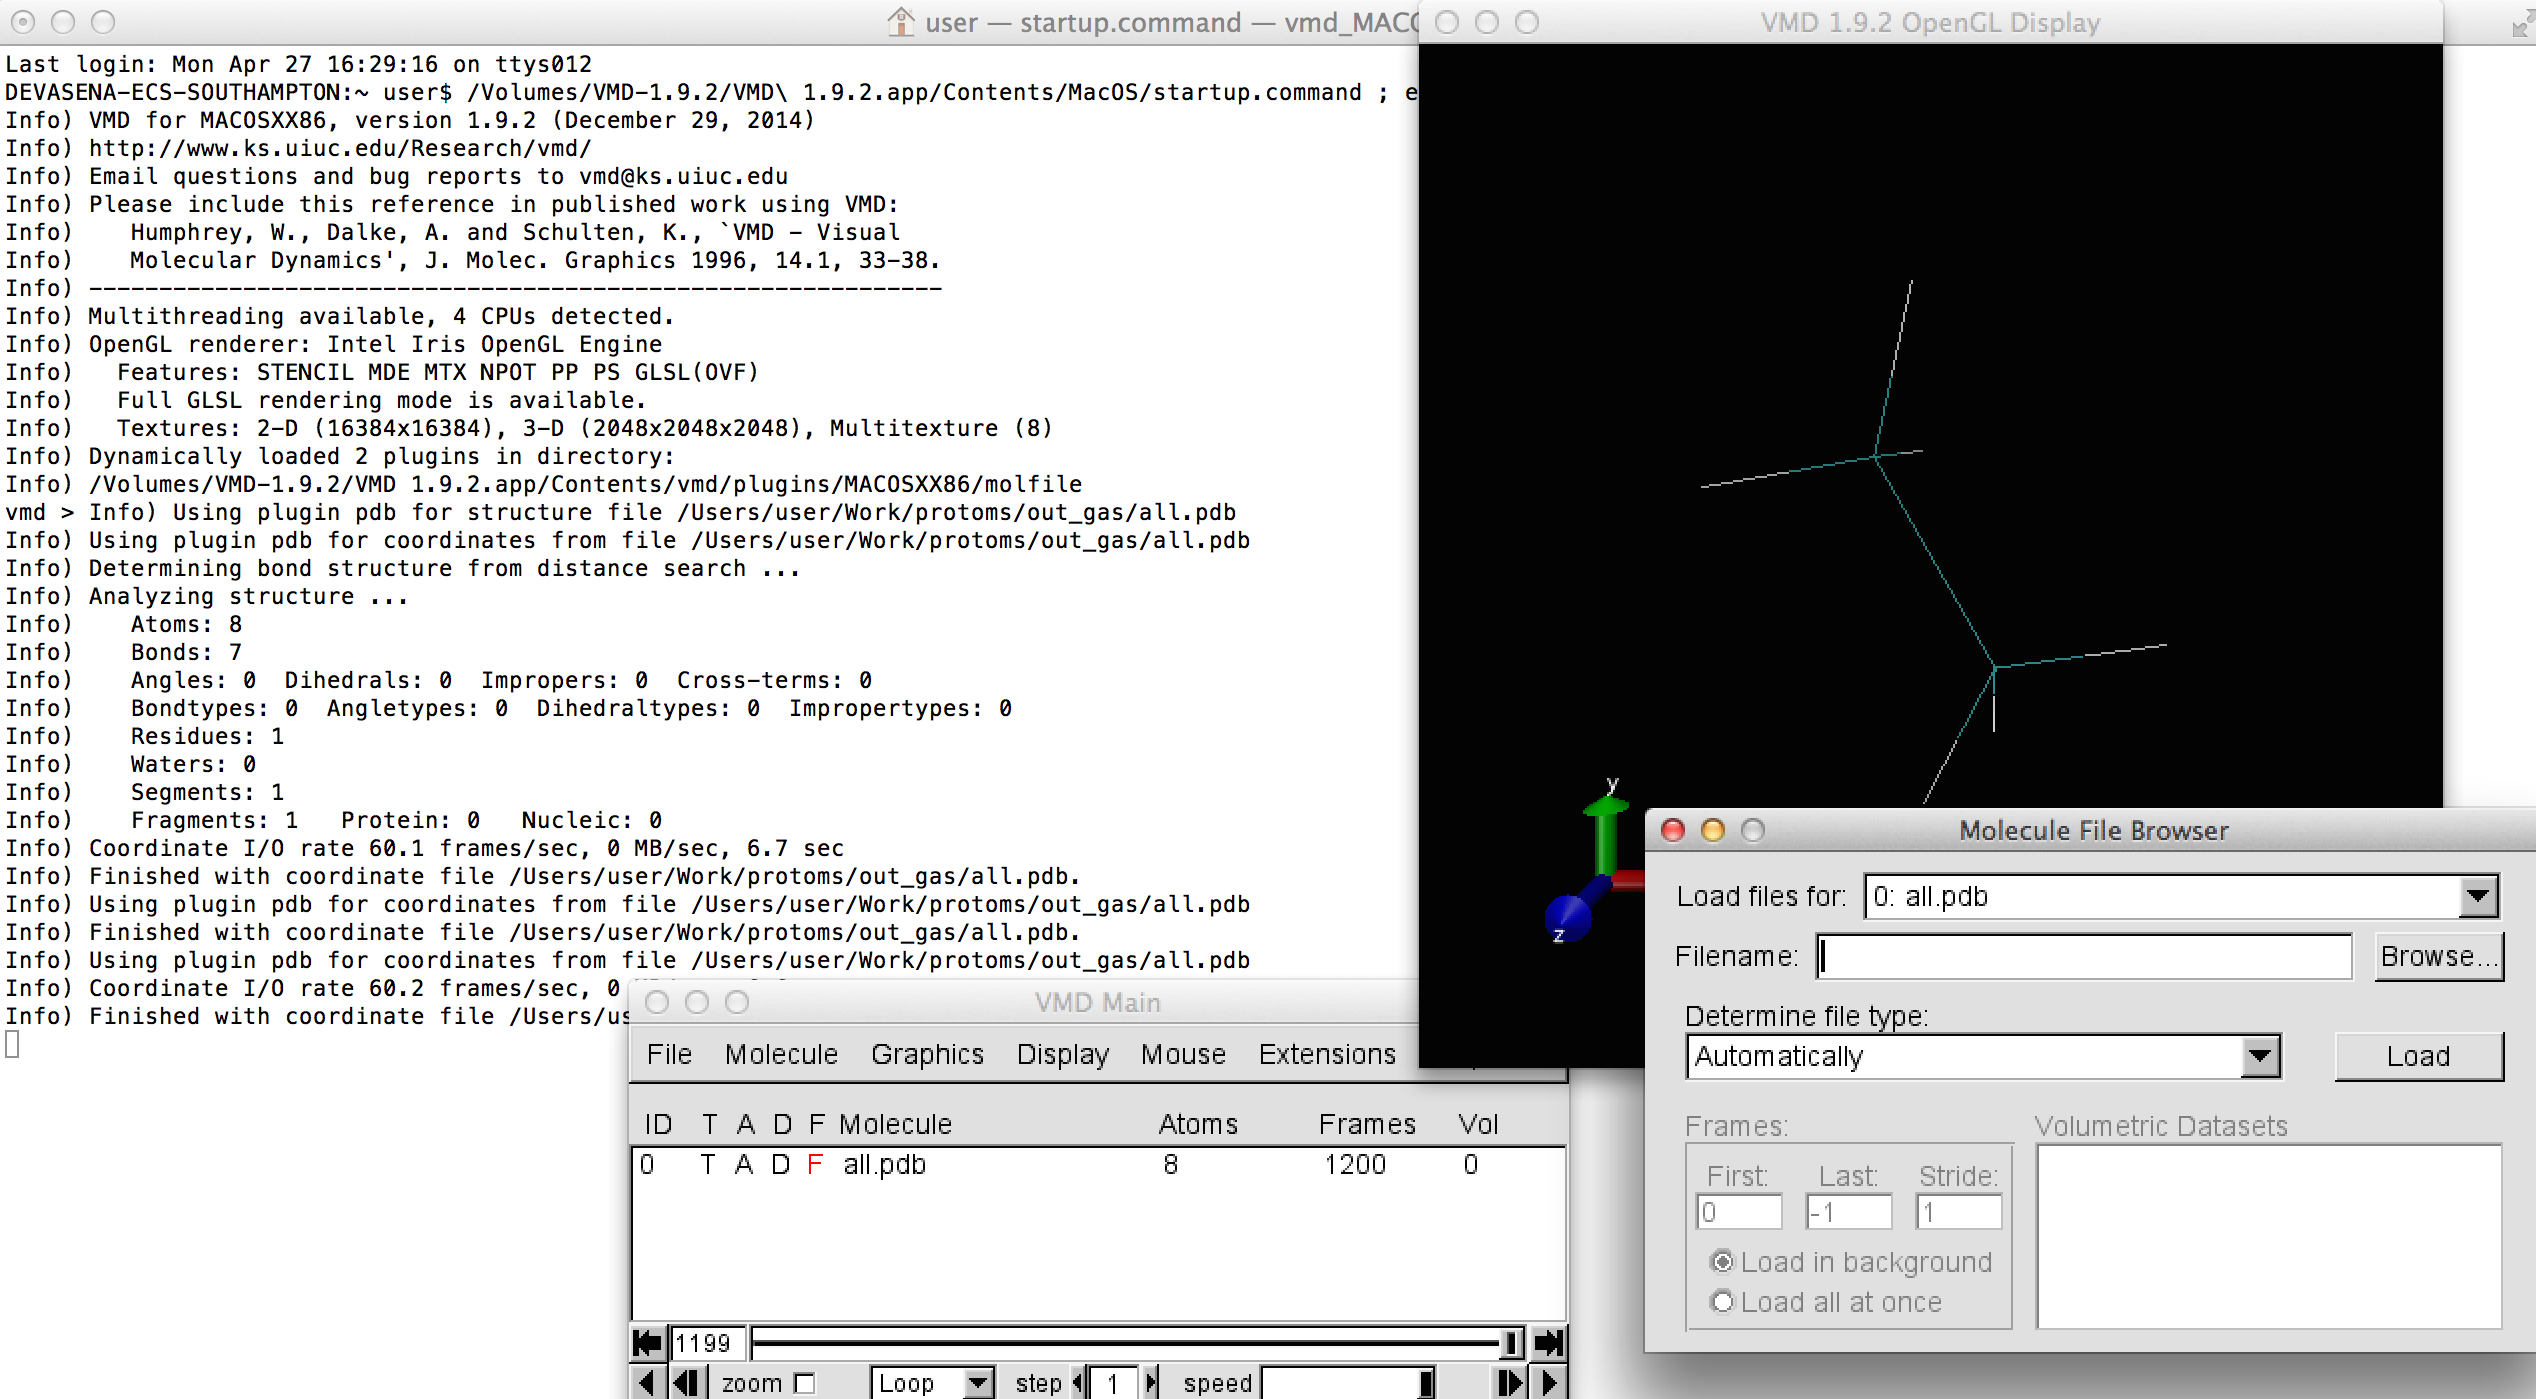 user — startup.command — vmd_MACO
Last login: Mon Apr 27 16:29:16 on ttys012
DEVASENA-ECS-SOUTHAMPTON:~ user$ /Volumes/VMD-1.9.2/VMD\ 1.9.2.app/Contents/MacOS/startup.command ; e
Info) VMD for MACOSXX86, version 1.9.2 (December 29, 2014)
Info) http://www.ks.uiuc.edu/Research/vmd/
Info) Email questions and bug reports to vmd@ks.uiuc.edu
Info) Please include this reference in published work using VMD:
Info)    Humphrey, W., Dalke, A. and Schulten, K., `VMD - Visual
Info)    Molecular Dynamics', J. Molec. Graphics 1996, 14.1, 33-38.
Info) -------------------------------------------------------------
Info) Multithreading available, 4 CPUs detected.
Info) OpenGL renderer: Intel Iris OpenGL Engine
Info)   Features: STENCIL MDE MTX NPOT PP PS GLSL(OVF)
Info)   Full GLSL rendering mode is available.
Info)   Textures: 2-D (16384x16384), 3-D (2048x2048x2048), Multitexture (8)
Info) Dynamically loaded 2 plugins in directory:
Info) /Volumes/VMD-1.9.2/VMD 1.9.2.app/Contents/vmd/plugins/MACOSXX86/molfile
vmd > Info) Using plugin pdb for structure file /Users/user/Work/protoms/out_gas/all.pdb
Info) Using plugin pdb for coordinates from file /Users/user/Work/protoms/out_gas/all.pdb
Info) Determining bond structure from distance search ...
Info) Analyzing structure ...
Info)    Atoms: 8
Info)    Bonds: 7
Info)    Angles: 0  Dihedrals: 0  Impropers: 0  Cross-terms: 0
Info)    Bondtypes: 0  Angletypes: 0  Dihedraltypes: 0  Impropertypes: 0
Info)    Residues: 1
Info)    Waters: 0
Info)    Segments: 1
Info)    Fragments: 1   Protein: 0   Nucleic: 0
Info) Coordinate I/O rate 60.1 frames/sec, 0 MB/sec, 6.7 sec
Info) Finished with coordinate file /Users/user/Work/protoms/out_gas/all.pdb.
Info) Using plugin pdb for coordinates from file /Users/user/Work/protoms/out_gas/all.pdb
Info) Finished with coordinate file /Users/user/Work/protoms/out_gas/all.pdb.
Info) Using plugin pdb for coordinates from file /Users/user/Work/protoms/out_gas/all.pdb
Info) Coordinate I/O rate 60.2 frames/sec, 0
Info) Finished with coordinate file /Users/us
VMD 1.9.2 OpenGL Display
y
z
VMD Main
File Molecule Graphics Display Mouse Extensions
ID T A D F Molecule Atoms Frames Vol
0 T A D F all.pdb 8 1200 0
1199
zoom Loop step 1 speed
Molecule File Browser
Load files for: 0: all.pdb
Filename: Browse...
Determine file type:
Automatically Load
Frames: Volumetric Datasets
First: Last: Stride:
0 -1 1
Load in background
Load all at once